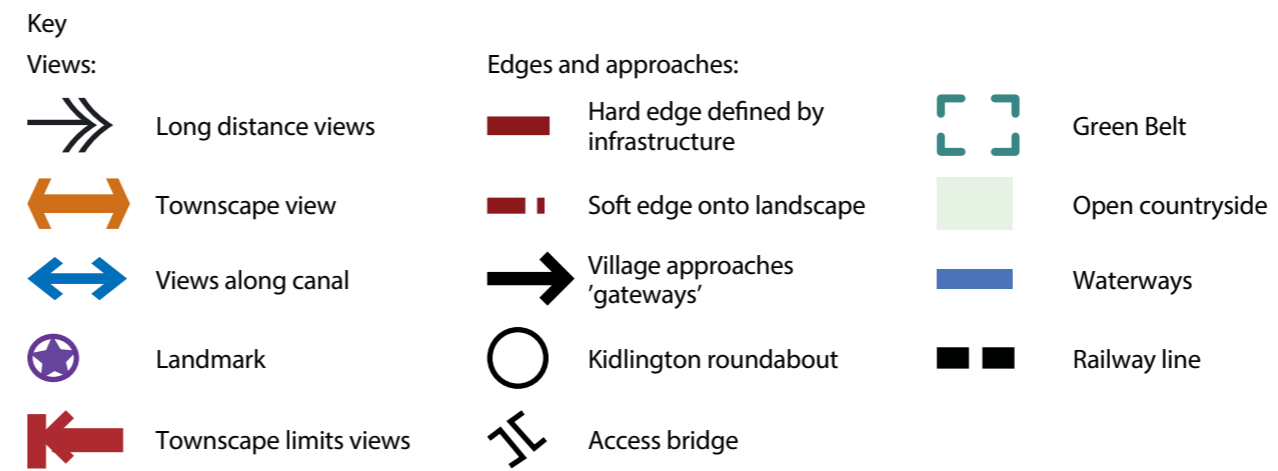 Key
Views:
Long distance views
Townscape view
Views along canal
Landmark
Townscape limits views
Edges and approaches:
Hard edge defined by
infrastructure
Soft edge onto landscape
Village approaches
’gateways’
Kidlington roundabout
Access bridge
Green Belt
Open countryside
Waterways
Railway line